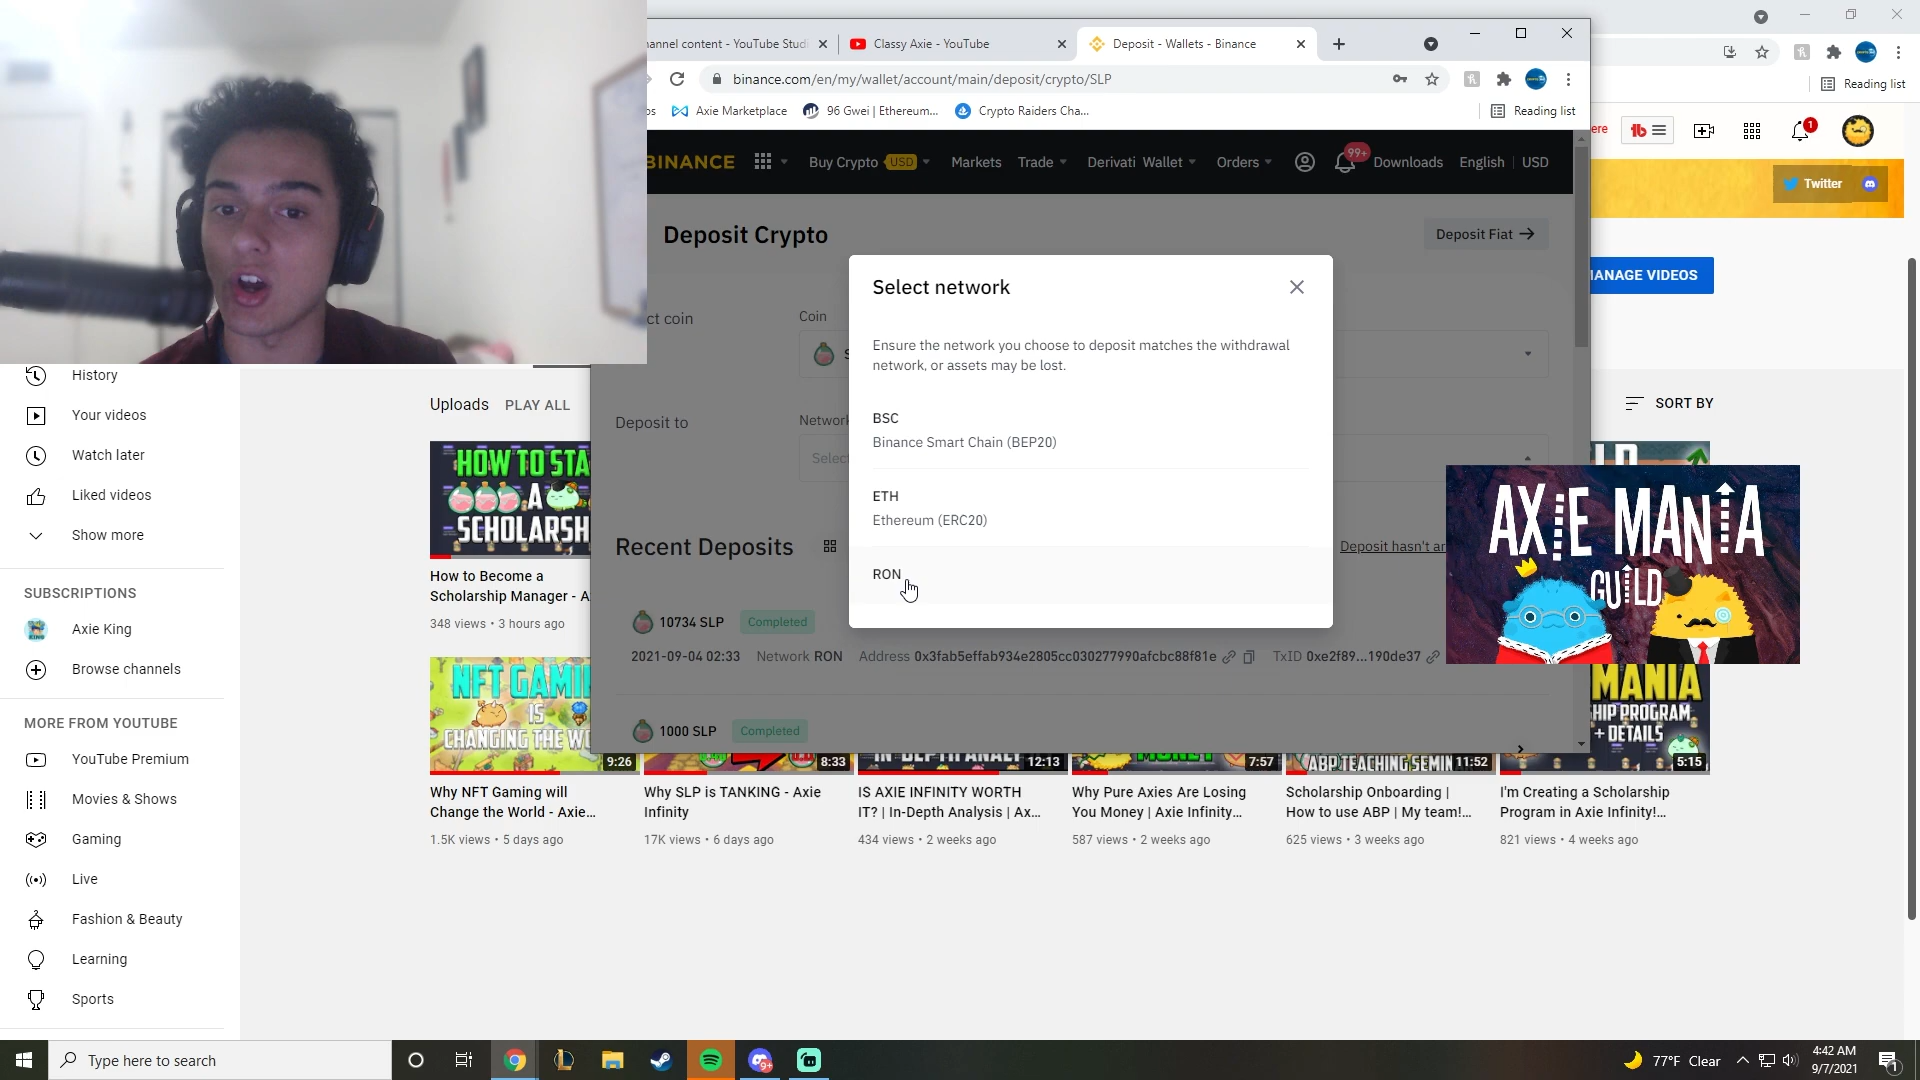 annel content - YouTube Stud
Classy Axie - YouTube
Deposit - Wallets - Binance
binance.com/en/my/wallet/account/main/deposit/crypto/SLP
Axie Marketplace
96 Gwei | Ethereum...
Crypto Raiders Cha...
Reading list
Reading list
BINANCE
Buy Crypto USD
Markets
Trade
Derivati
Wallet
Orders
99+
Downloads
English
USD
ere
1
Twitter
Deposit Crypto
Deposit Fiat →
MANAGE VIDEOS
ct coin
Coin
Deposit to
Network
Select
Select network
Ensure the network you choose to deposit matches the withdrawal
network, or assets may be lost.
BSC
Binance Smart Chain (BEP20)
ETH
Ethereum (ERC20)
RON
Recent Deposits
Deposit hasn't ar
10734 SLP
Completed
2021-09-04 02:33 Network RON Address 0x3fab5effab934e2805cc030277990afcbc88f81e TxID 0xe2f89...190de37
1000 SLP
Completed
History
Your videos
Watch later
Liked videos
Show more
SUBSCRIPTIONS
Axie King
Browse channels
MORE FROM YOUTUBE
YouTube Premium
Movies & Shows
Gaming
Live
Fashion & Beauty
Learning
Sports
Uploads
PLAY ALL
SORT BY
HOW TO STA
A
SCHOLARSH
How to Become a
Scholarship Manager - A
348 views • 3 hours ago
AXIE MANIA
GUILD
NFT GAMI
IS
CHANGING THE WO
9:26
Why NFT Gaming will
Change the World - Axie...
1.5K views • 5 days ago
8:33
Why SLP is TANKING - Axie
Infinity
17K views • 6 days ago
12:13
IS AXIE INFINITY WORTH
IT? | In-Depth Analysis | Ax...
434 views • 2 weeks ago
MONEY
7:57
Why Pure Axies Are Losing
You Money | Axie Infinity...
587 views • 2 weeks ago
ABP TEACHING SEMIN
11:52
Scholarship Onboarding |
How to use ABP | My team!...
625 views • 3 weeks ago
MANIA
HIP PROGRAM
+ DETAILS
5:15
I'm Creating a Scholarship
Program in Axie Infinity!...
821 views • 4 weeks ago
Type here to search
77°F Clear
4:42 AM
9/7/2021
1